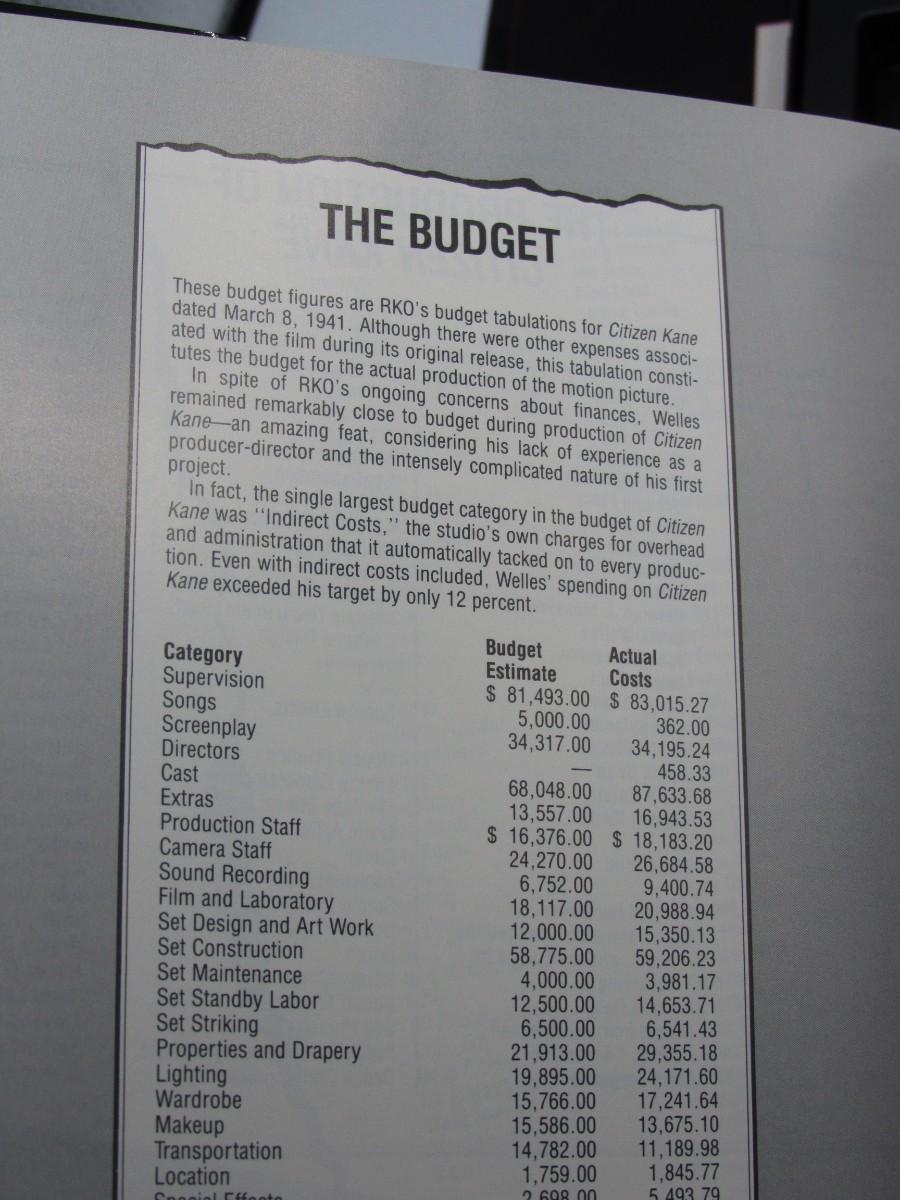 THE BUDGET
These budget figures are RKO's budget tabulations for Citizen Kane
dated March 8, 1941. Although there were other expenses associ-
ated with the film during its original release, this tabulation consti-
tutes the budget for the actual production of the motion picture.
In spite of RKO's ongoing concerns about finances, Welles
remained remarkably close to budget during production of Citizen
Kane—an amazing feat, considering his lack of experience as a
producer-director and the intensely complicated nature of his first
project.
In fact, the single largest budget category in the budget of Citizen
Kane was ‘‘Indirect Costs,’’ the studio's own charges for overhead
and administration that it automatically tacked on to every produc-
tion. Even with indirect costs included, Welles' spending on Citizen
Kane exceeded his target by only 12 percent.
Budget Actual
Category Estimate Costs
Supervision $ 81,493.00 $ 83,015.27
Songs 5,000.00 362.00
Screenplay 34,317.00 34,195.24
Directors — 458.33
Cast 68,048.00 87,633.68
Extras 13,557.00 16,943.53
Production Staff $ 16,376.00 $ 18,183.20
Camera Staff 24,270.00 26,684.58
Sound Recording 6,752.00 9,400.74
Film and Laboratory 18,117.00 20,988.94
Set Design and Art Work 12,000.00 15,350.13
Set Construction 58,775.00 59,206.23
Set Maintenance 4,000.00 3,981.17
Set Standby Labor 12,500.00 14,653.71
Set Striking 6,500.00 6,541.43
Properties and Drapery 21,913.00 29,355.18
Lighting 19,895.00 24,171.60
Wardrobe 15,766.00 17,241.64
Makeup 15,586.00 13,675.10
Transportation 14,782.00 11,189.98
Location 1,759.00 1,845.77
Special Effects 2,698.00 5,493.79